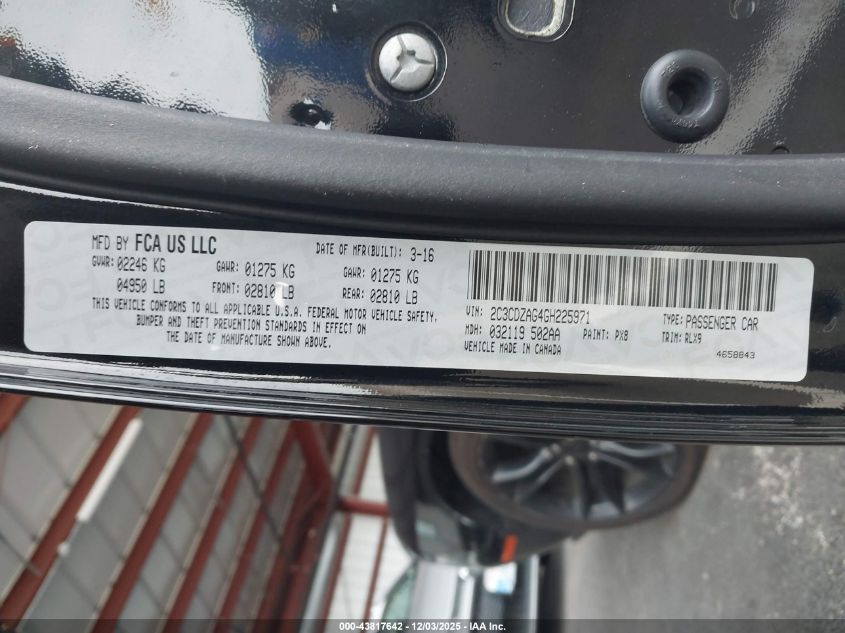 MFD BY FCA US LLC DATE OF MFR(BUILT): 3-16
GVWR: 02246 KG GAWR: 01275 KG GAWR: 01275 KG
04950 LB FRONT: 02810 LB REAR: 02810 LB
THIS VEHICLE CONFORMS TO ALL APPLICABLE U.S.A. FEDERAL MOTOR VEHICLE SAFETY,
BUMPER AND THEFT PREVENTION STANDARDS IN EFFECT ON
THE DATE OF MANUFACTURE SHOWN ABOVE.
VIN: 2C3CDZAG4GH225971 TYPE: PASSENGER CAR
MDH: 032119 502AA PAINT: PX8 TRIM: RLX9
VEHICLE MADE IN CANADA 4658843
000-43817642 - 12/03/2025 - IAA Inc.